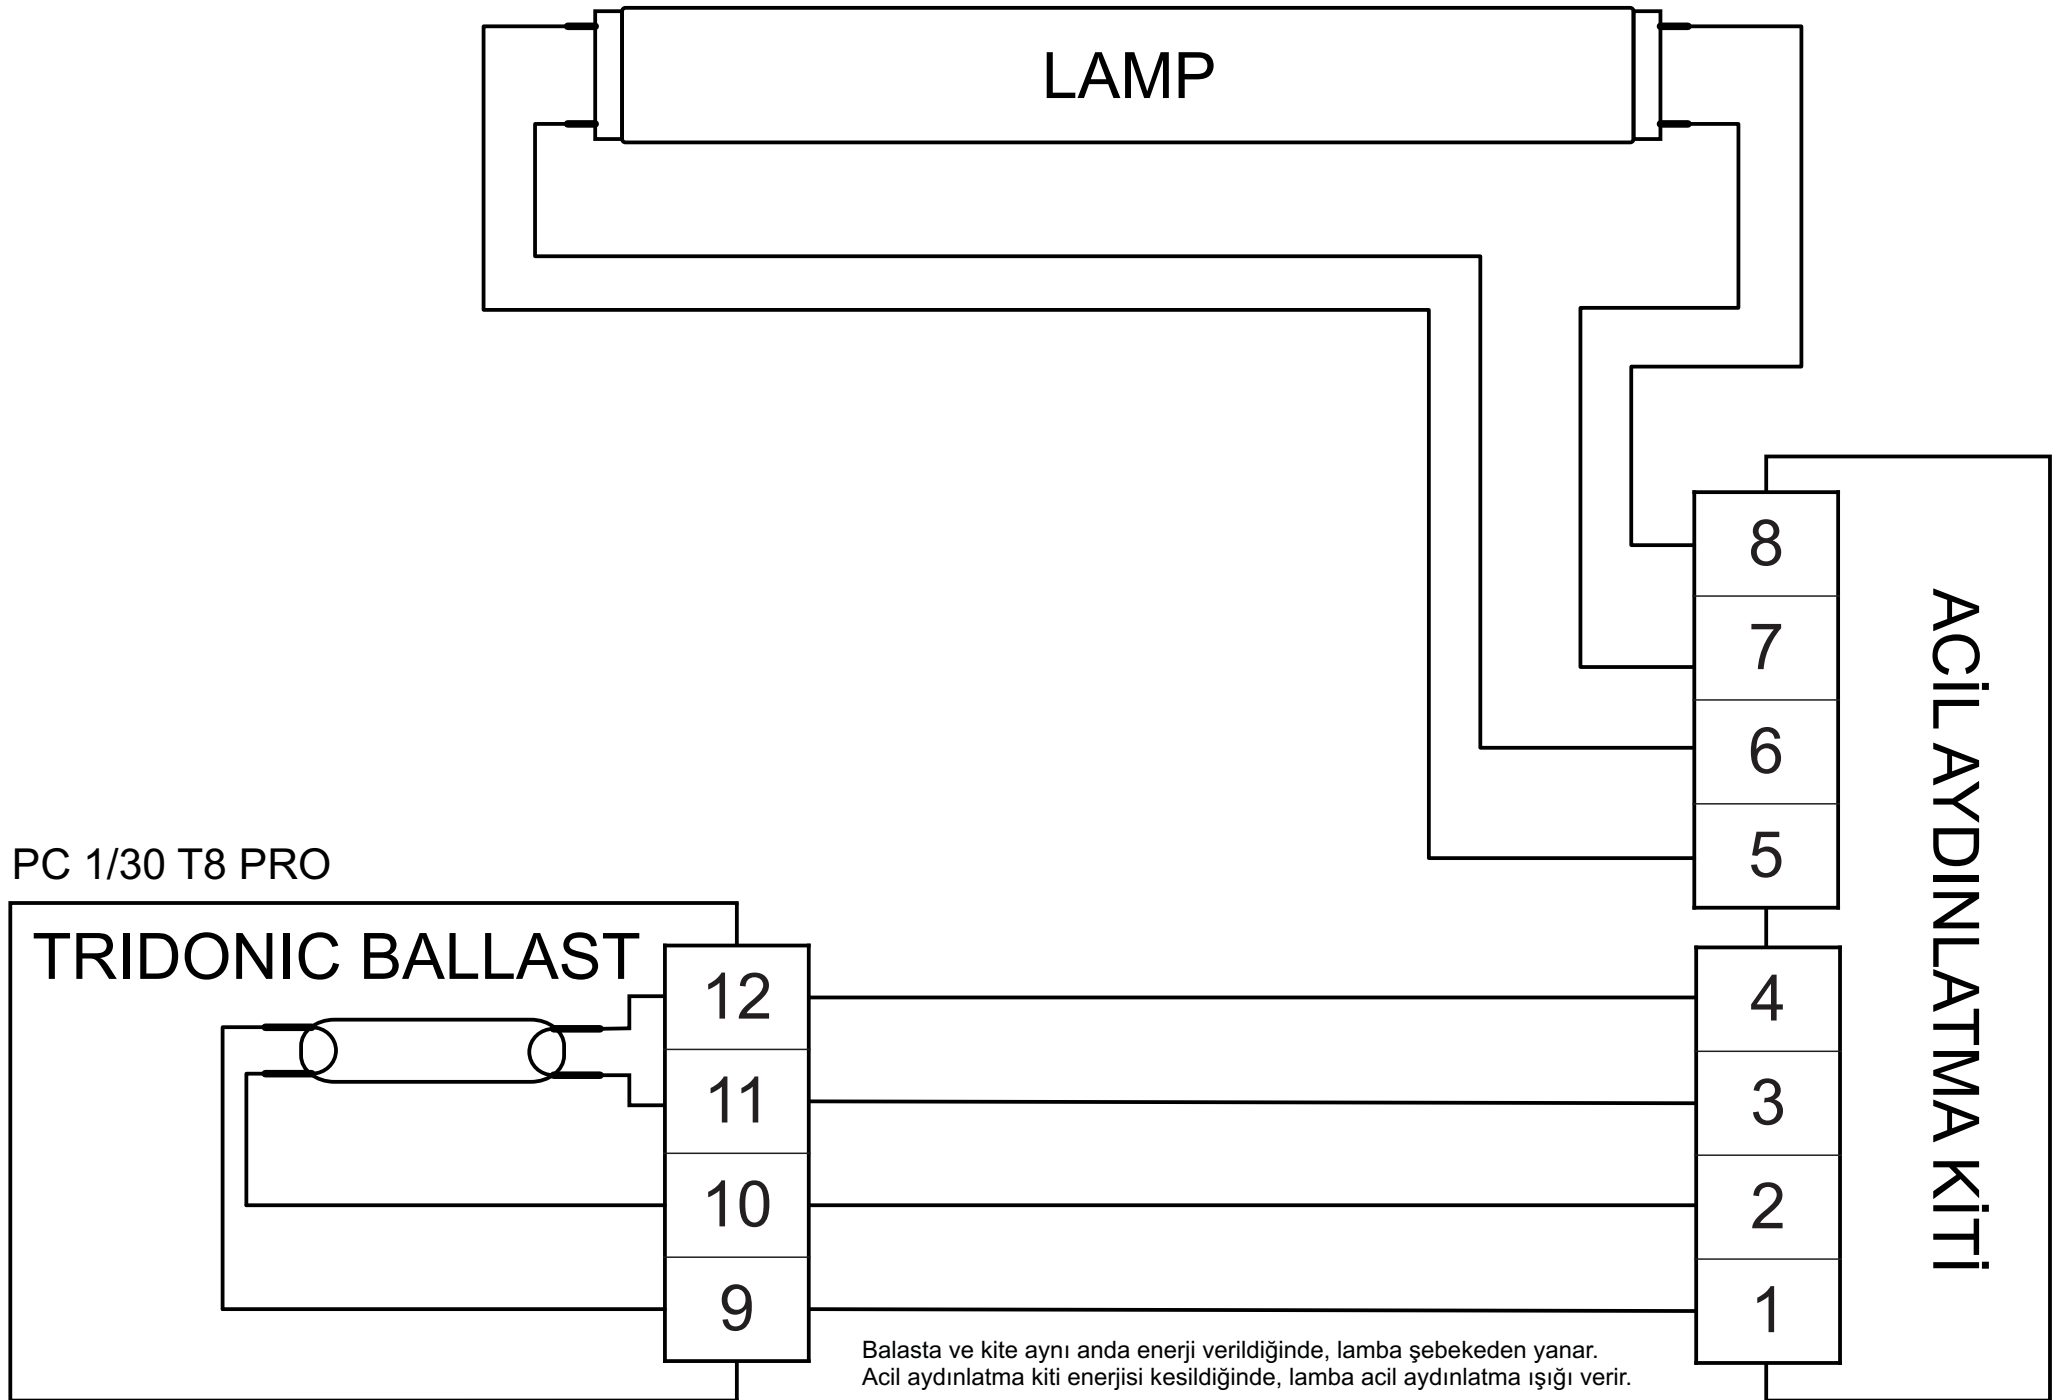 LAMP
8
7
6
5
ACİL AYDINLATMA KİTİ
PC 1/30 T8 PRO
TRIDONIC BALLAST
12
11
10
9
4
3
2
1
Balasta ve kite aynı anda enerji verildiğinde, lamba şebekeden yanar.
Acil aydınlatma kiti enerjisi kesildiğinde, lamba acil aydınlatma ışığı verir.